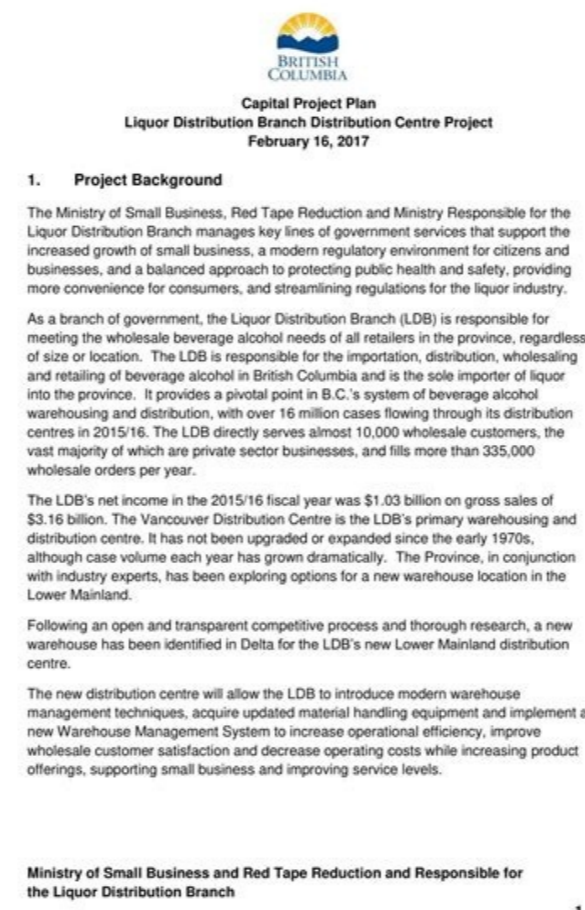 BRITISH
COLUMBIA
Capital Project Plan
Liquor Distribution Branch Distribution Centre Project
February 16, 2017
1. Project Background
The Ministry of Small Business, Red Tape Reduction and Ministry Responsible for the
Liquor Distribution Branch manages key lines of government services that support the
increased growth of small business, a modern regulatory environment for citizens and
businesses, and a balanced approach to protecting public health and safety, providing
more convenience for consumers, and streamlining regulations for the liquor industry.
As a branch of government, the Liquor Distribution Branch (LDB) is responsible for
meeting the wholesale beverage alcohol needs of all retailers in the province, regardless
of size or location. The LDB is responsible for the importation, distribution, wholesaling
and retailing of beverage alcohol in British Columbia and is the sole importer of liquor
into the province. It provides a pivotal point in B.C.'s system of beverage alcohol
warehousing and distribution, with over 16 million cases flowing through its distribution
centres in 2015/16. The LDB directly serves almost 10,000 wholesale customers, the
vast majority of which are private sector businesses, and fills more than 335,000
wholesale orders per year.
The LDB's net income in the 2015/16 fiscal year was $1.03 billion on gross sales of
$3.16 billion. The Vancouver Distribution Centre is the LDB's primary warehousing and
distribution centre. It has not been upgraded or expanded since the early 1970s,
although case volume each year has grown dramatically. The Province, in conjunction
with industry experts, has been exploring options for a new warehouse location in the
Lower Mainland.
Following an open and transparent competitive process and thorough research, a new
warehouse has been identified in Delta for the LDB's new Lower Mainland distribution
centre.
The new distribution centre will allow the LDB to introduce modern warehouse
management techniques, acquire updated material handling equipment and implement a
new Warehouse Management System to increase operational efficiency, improve
wholesale customer satisfaction and decrease operating costs while increasing product
offerings, supporting small business and improving service levels.
Ministry of Small Business and Red Tape Reduction and Responsible for
the Liquor Distribution Branch
1